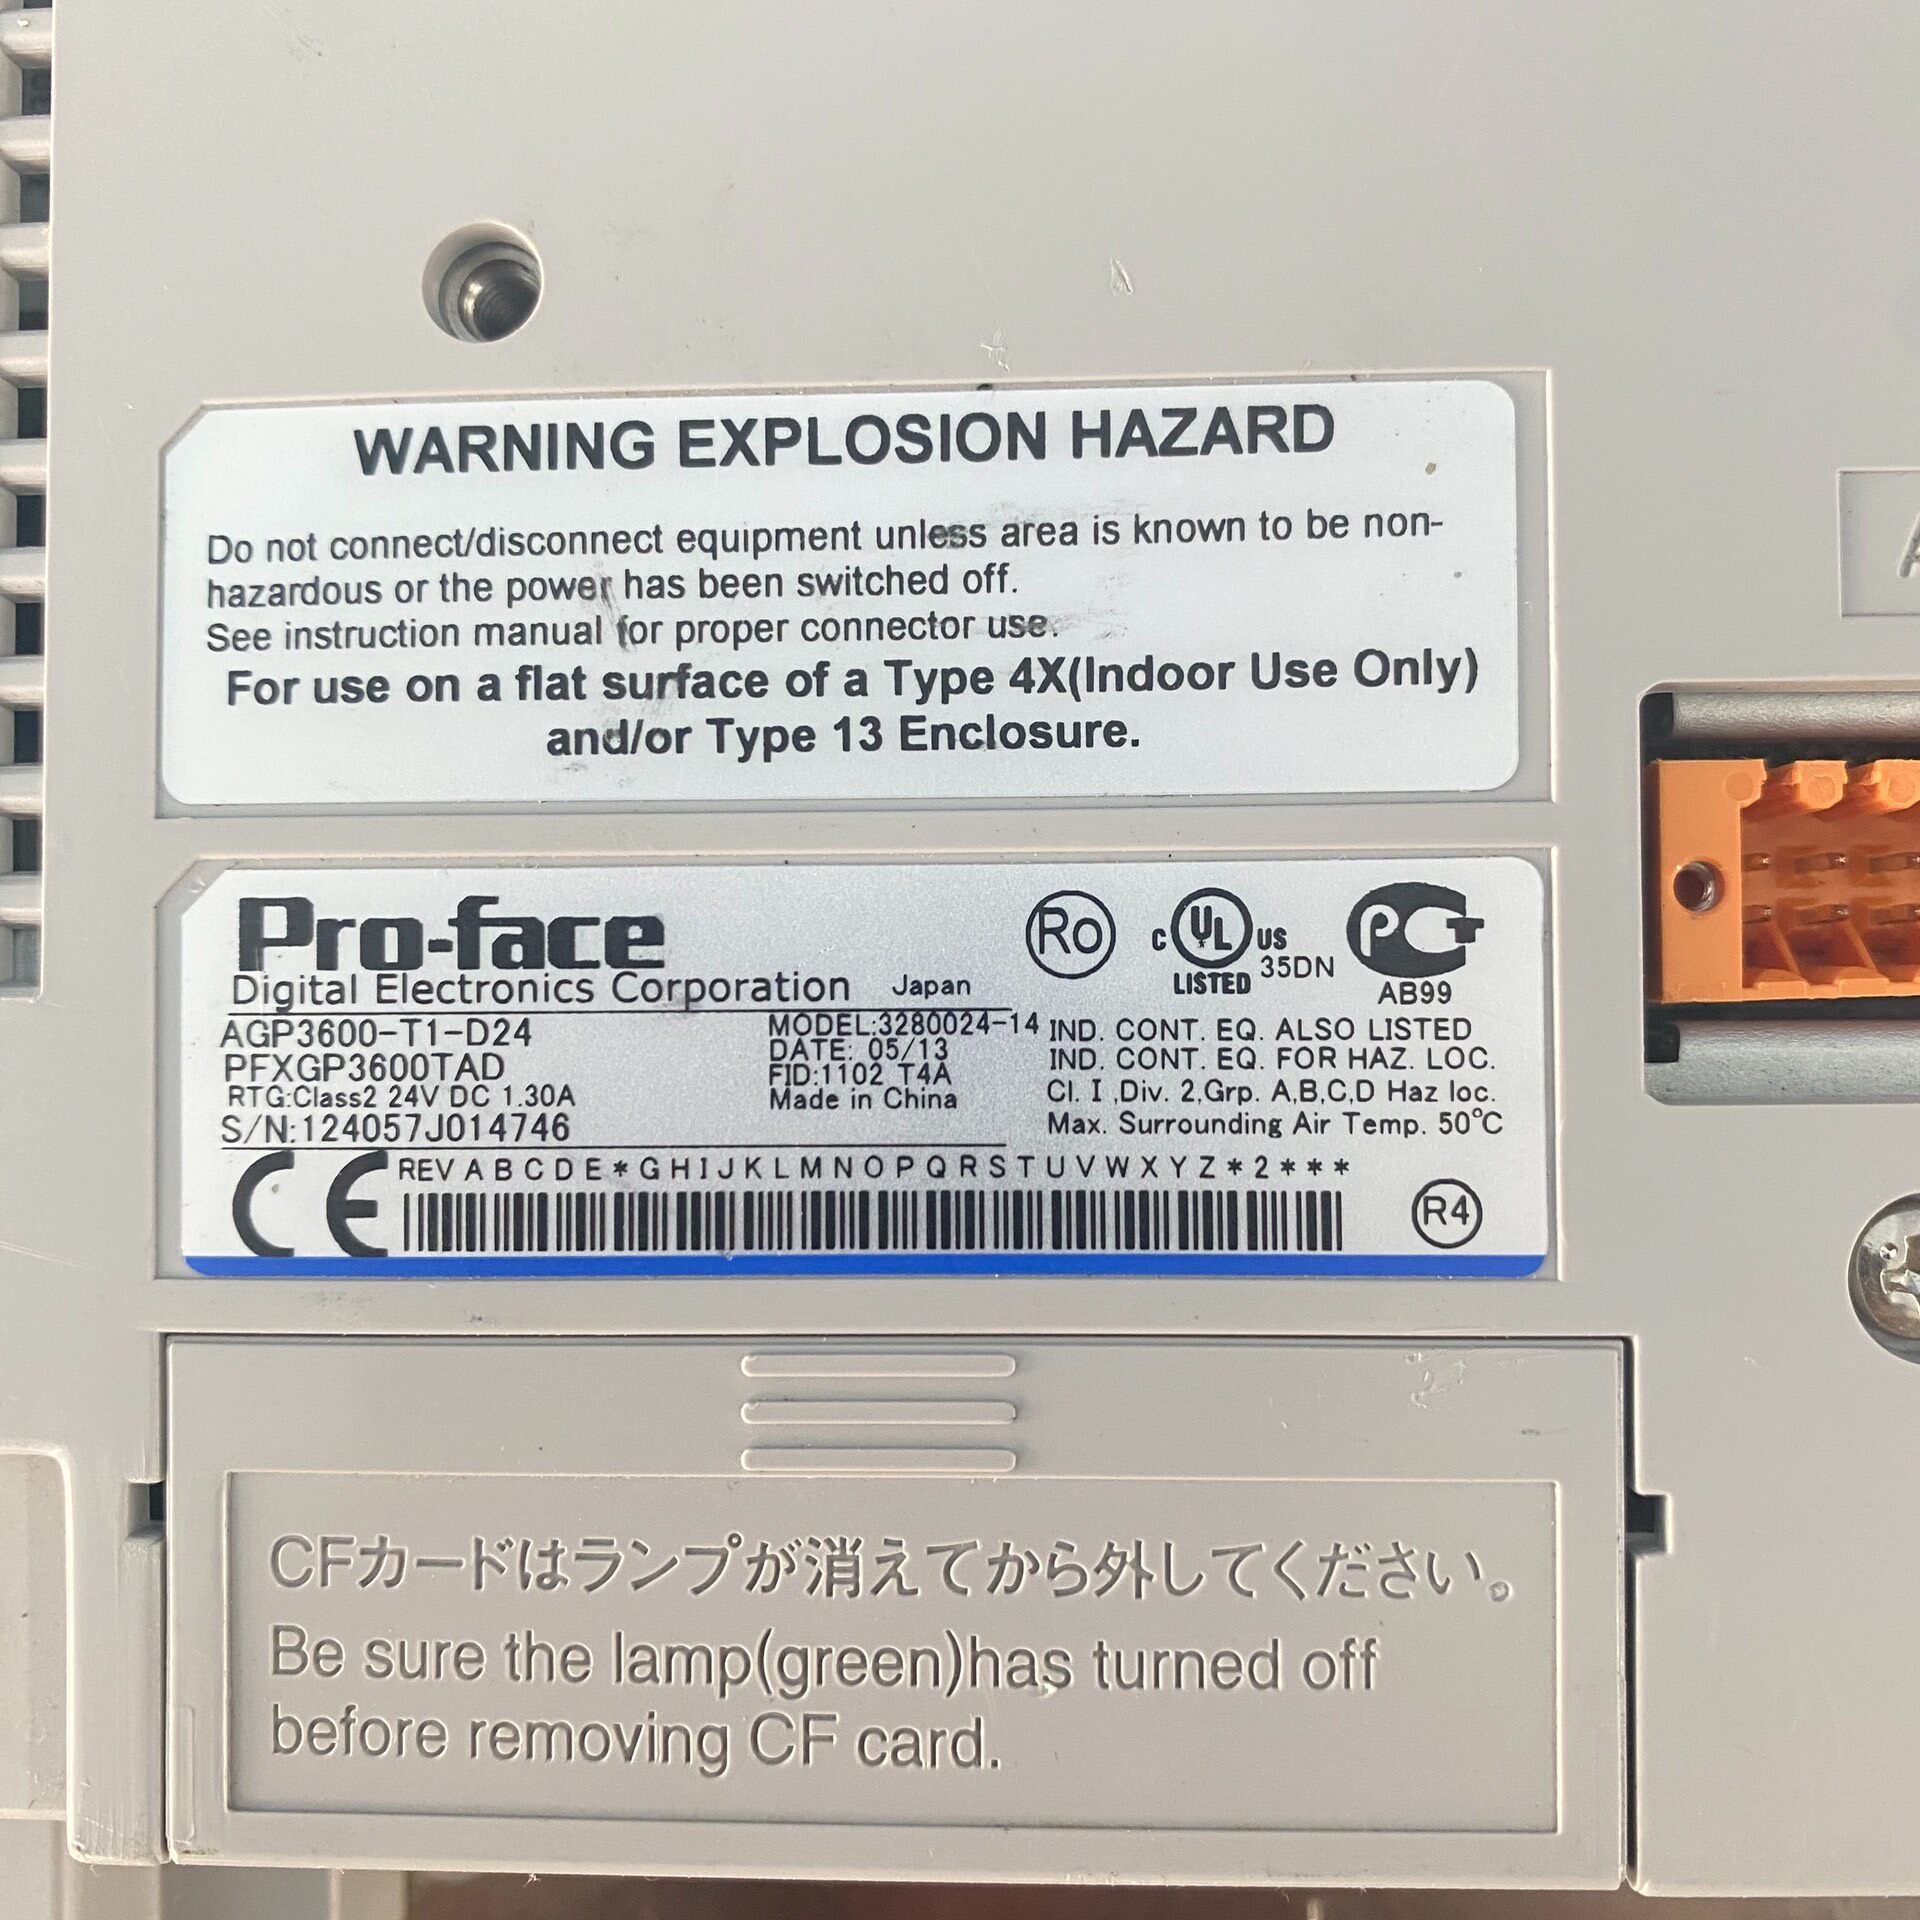 WARNING EXPLOSION HAZARD
Do not connect/disconnect equipment unless area is known to be non-
hazardous or the power has been switched off.
See instruction manual for proper connector use.
For use on a flat surface of a Type 4X(Indoor Use Only)
and/or Type 13 Enclosure.
Pro-face
Digital Electronics Corporation Japan
AGP3600-T1-D24
PFXGP3600TAD
RTG:Class2 24V DC 1.30A
S/N:124057J014746
MODEL:3280024-14
DATE: 05/13
FID:1102 T4A
Made in China
Ro
C UL US
LISTED 35DN
PCT
AB99
IND. CONT. EQ. ALSO LISTED
IND. CONT. EQ. FOR HAZ. LOC.
Cl. I ,Div. 2,Grp. A,B,C,D Haz loc.
Max. Surrounding Air Temp. 50℃
CE
REV A B C D E * G H I J K L M N O P Q R S T U V W X Y Z * 2 * * *
R4
CFカードはランプが消えてから外してください。
Be sure the lamp(green)has turned off
before removing CF card.